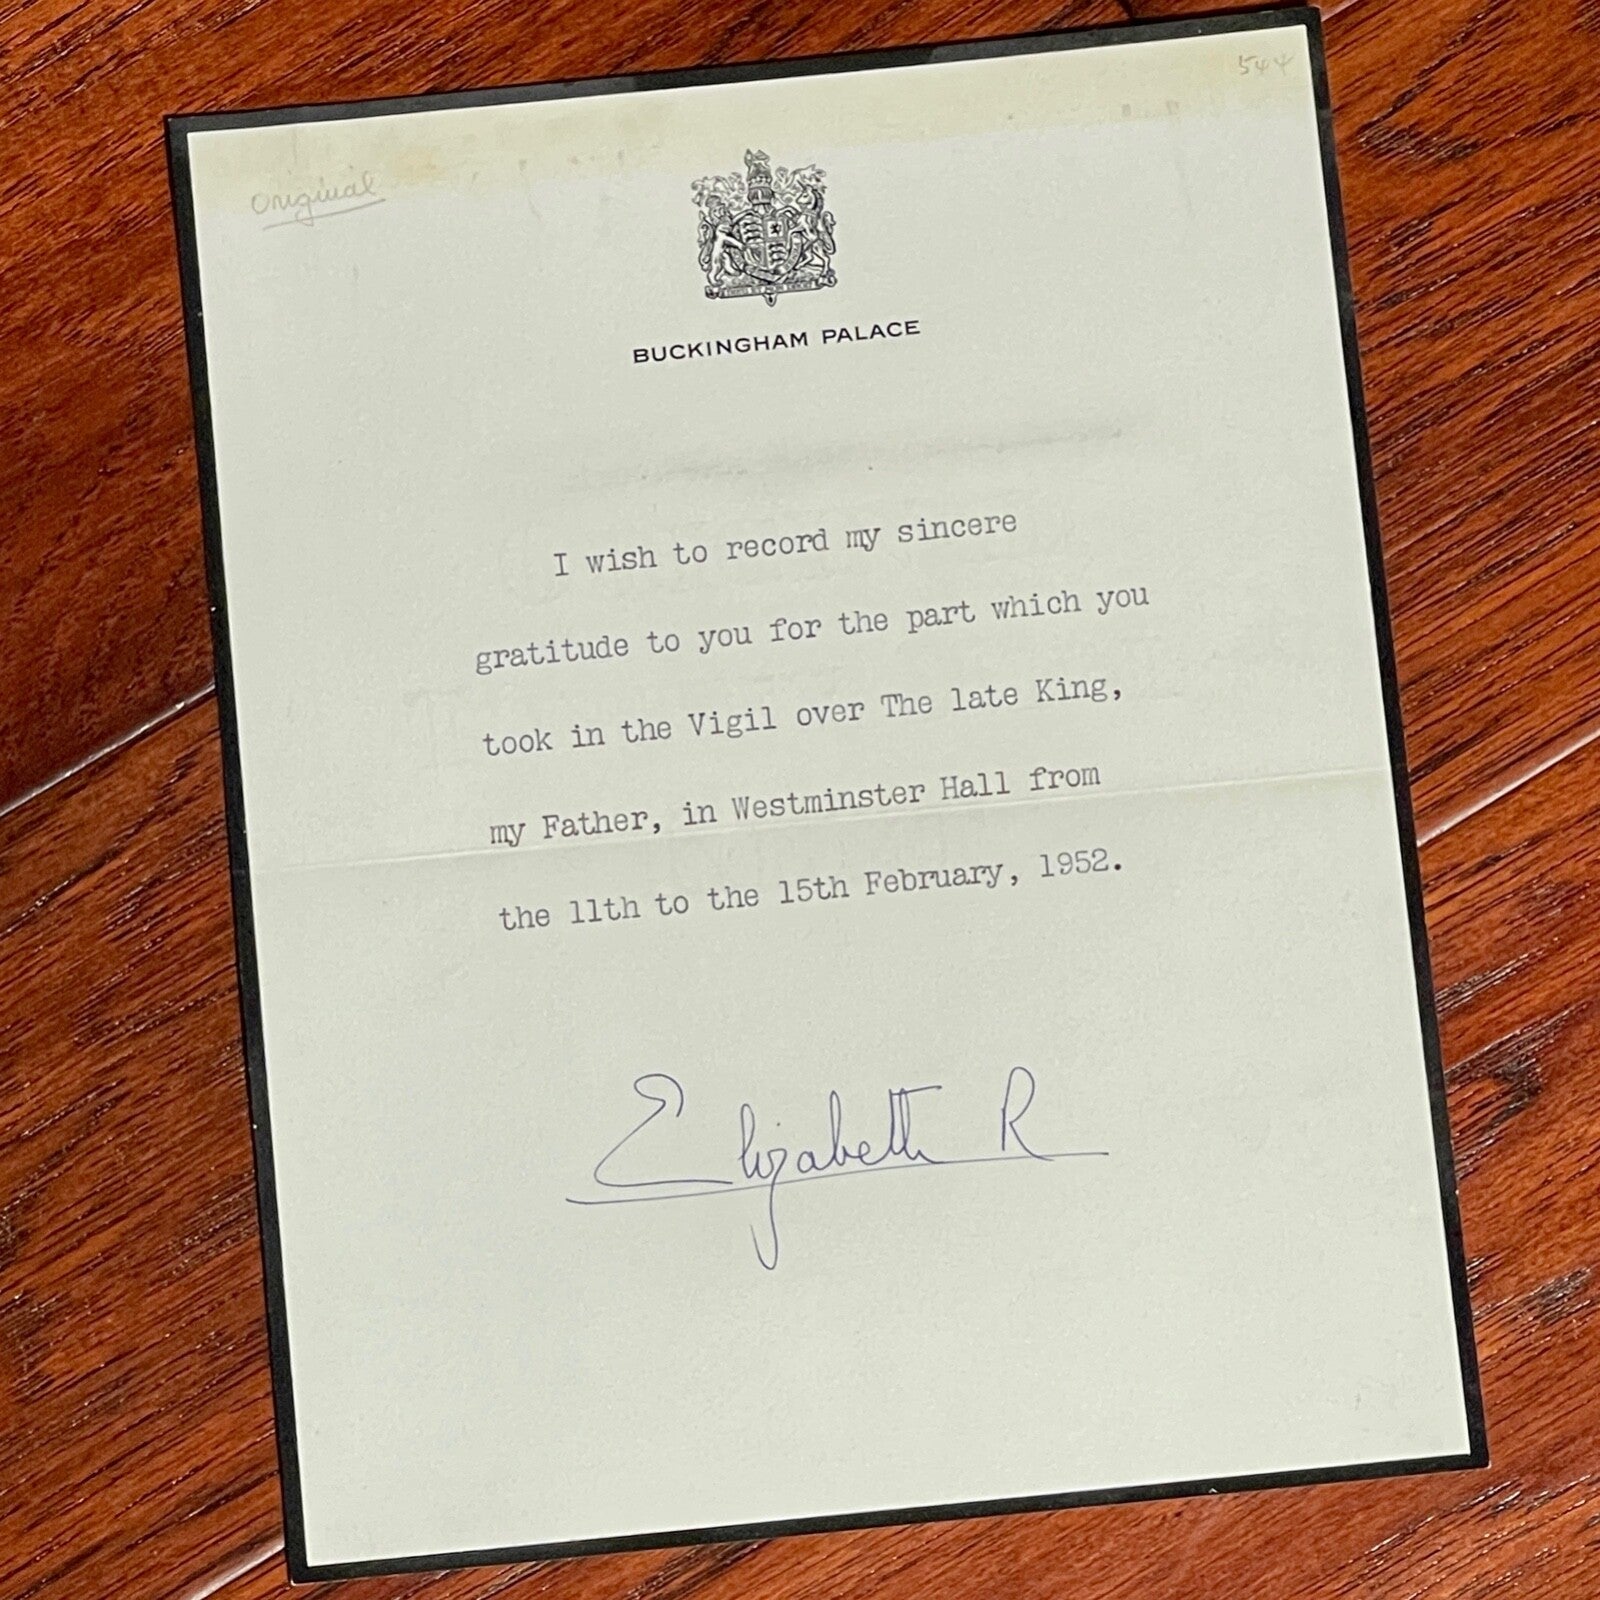 544
Original
BUCKINGHAM PALACE
I wish to record my sincere
gratitude to you for the part which you
took in the Vigil over The late King,
my Father, in Westminster Hall from
the 11th to the 15th February, 1952.
Elizabeth R